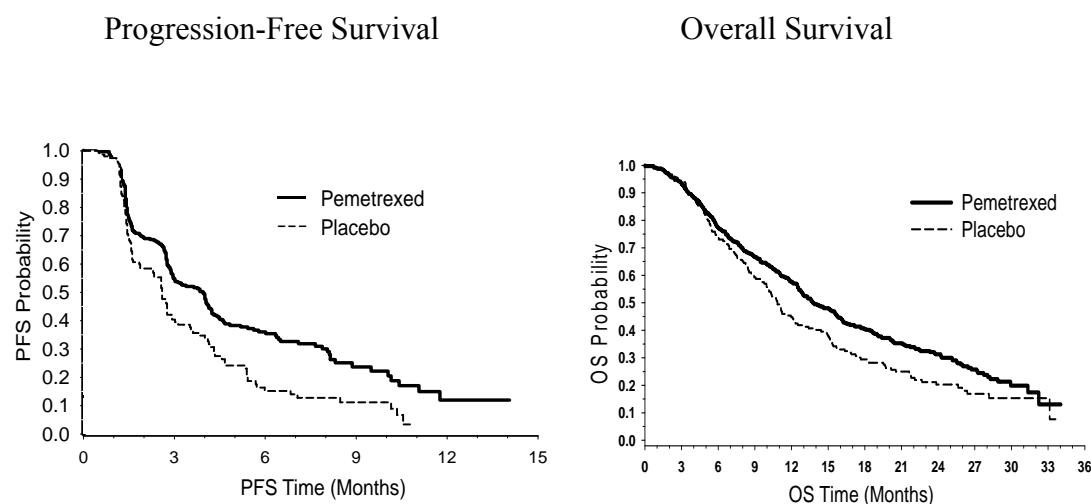 Progression-Free Survival
1.0
0.9
0.8
0.7
0.6
0.5
0.4
0.3
0.2
0.1
0.0
PFS Probability
Pemetrexed
Placebo
0 3 6 9 12 15
PFS Time (Months)
Overall Survival
1.0
0.9
0.8
0.7
0.6
0.5
0.4
0.3
0.2
0.1
0.0
OS Probability
Pemetrexed
Placebo
0 3 6 9 12 15 18 21 24 27 30 33 36
OS Time (Months)